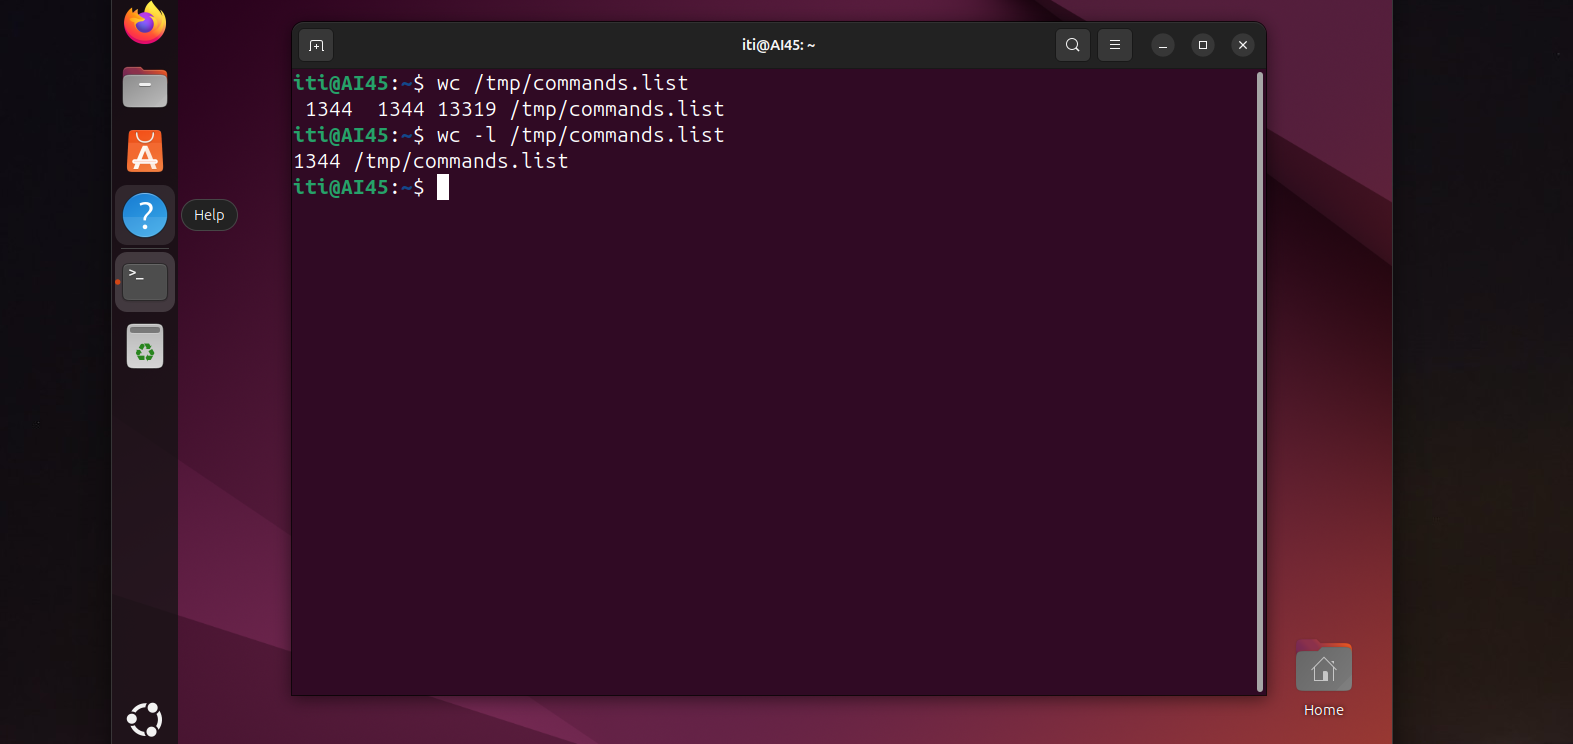 iti@AI45: ~
iti@AI45:~$ wc /tmp/commands.list
 1344  1344 13319 /tmp/commands.list
iti@AI45:~$ wc -l /tmp/commands.list
1344 /tmp/commands.list
iti@AI45:~$
Help
>_
Home